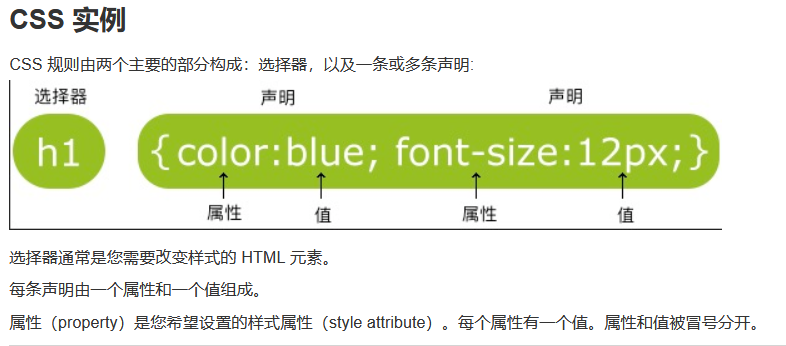 CSS 实例
CSS 规则由两个主要的部分构成：选择器，以及一条或多条声明:
选择器 声明 声明
h1 {color:blue; font-size:12px;}
属性 值 属性 值
选择器通常是您需要改变样式的 HTML 元素。
每条声明由一个属性和一个值组成。
属性（property）是您希望设置的样式属性（style attribute）。每个属性有一个值。属性和值被冒号分开。